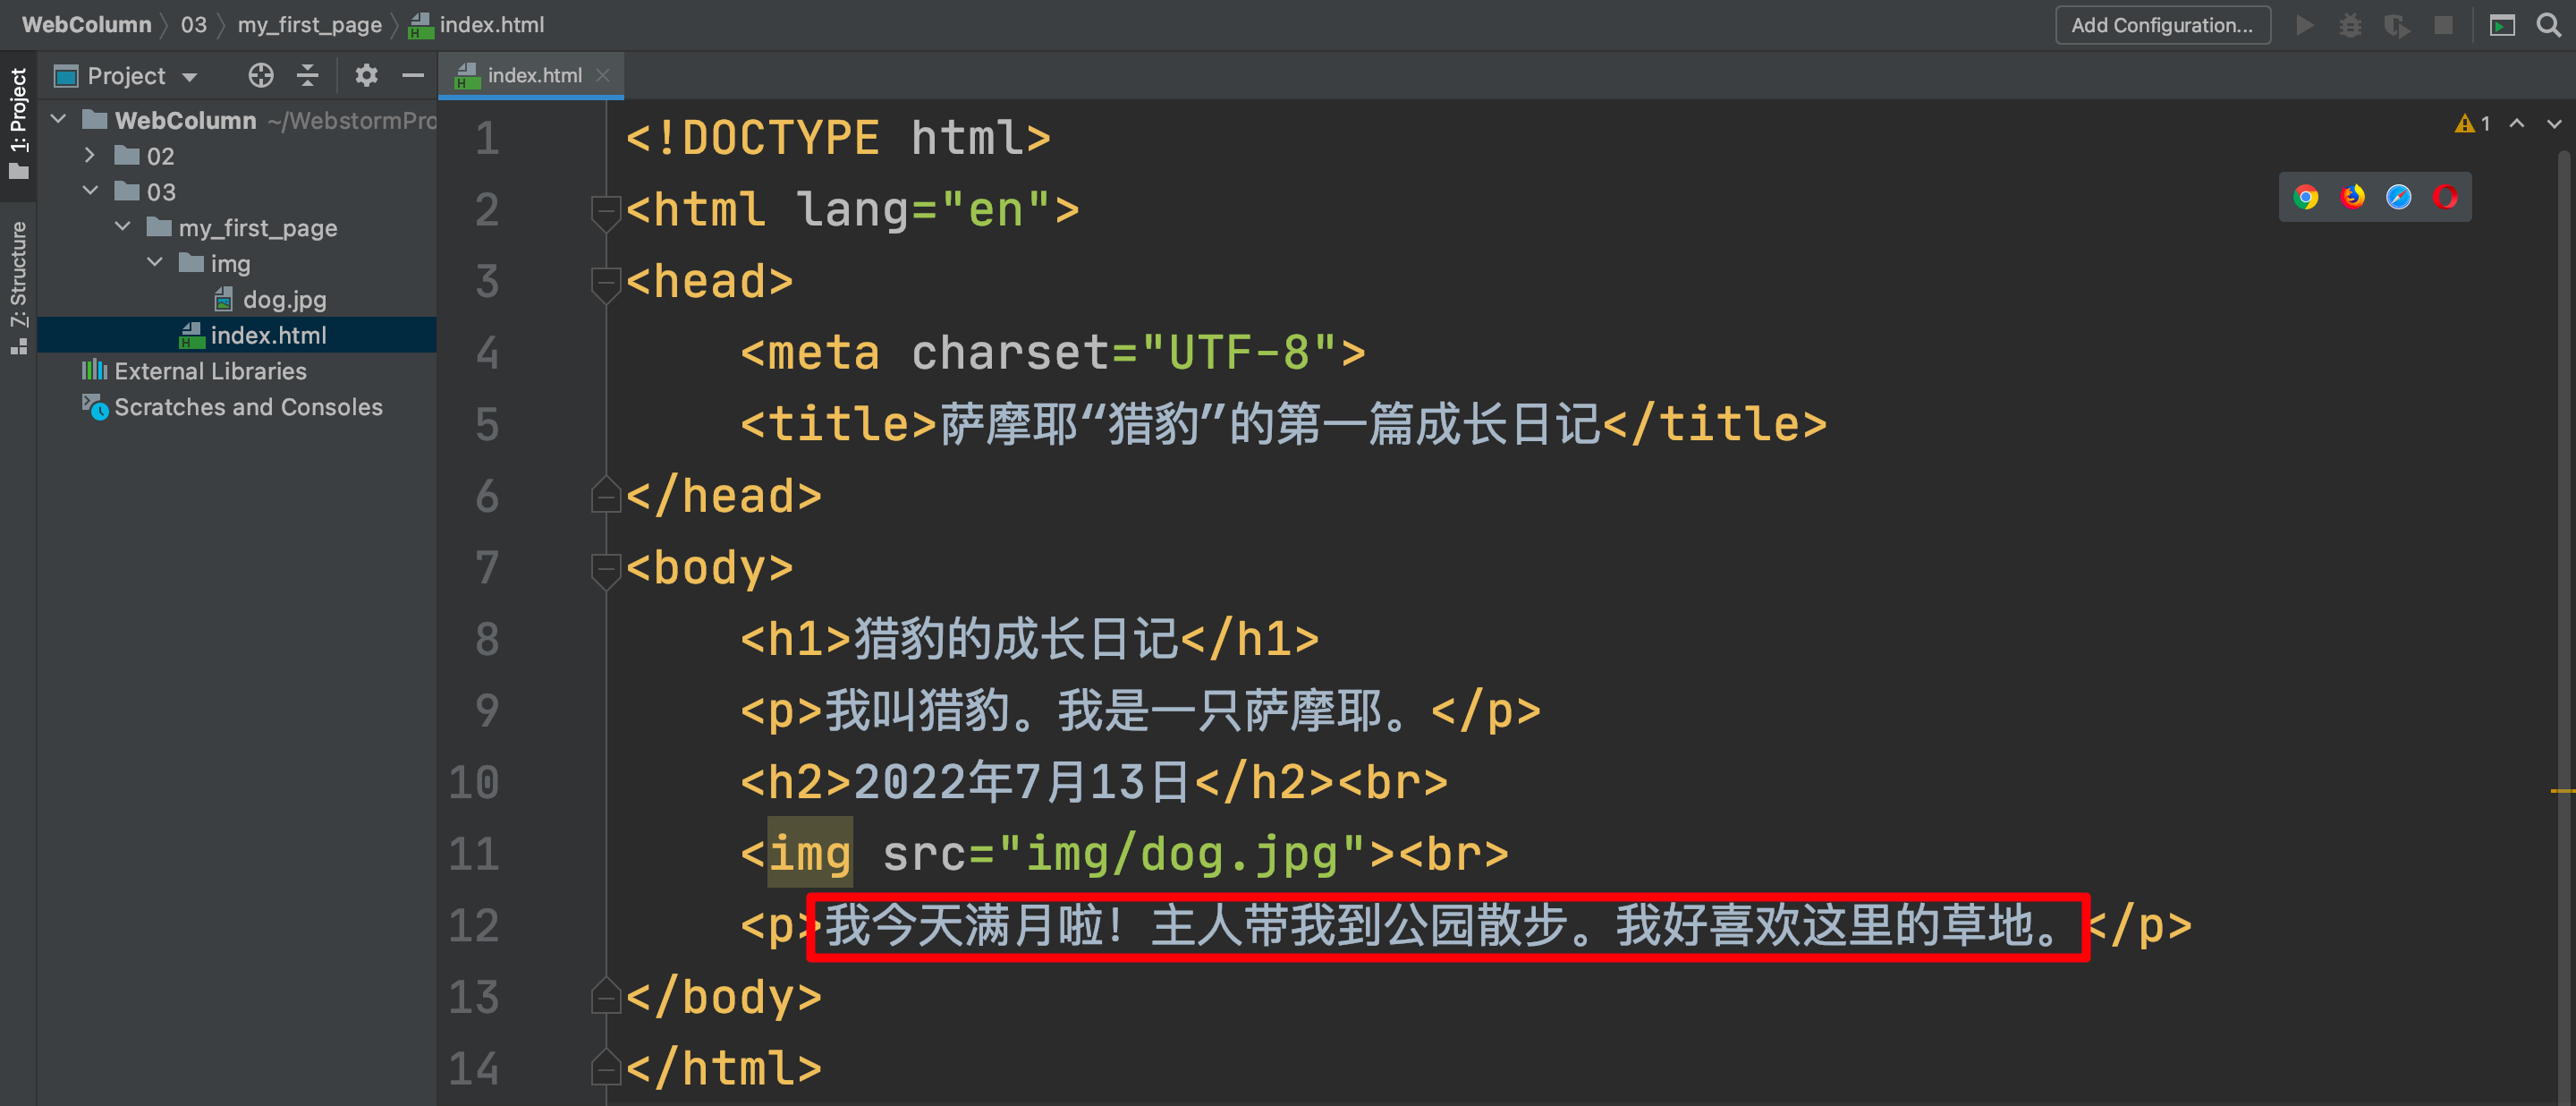 WebColumn 03 my_first_page index.html Add Configuration...
1: Project
Z: Structure
Project
WebColumn ~/WebstormPro
02
03
my_first_page
img
dog.jpg
index.html
External Libraries
Scratches and Consoles
index.html
1
1 <!DOCTYPE html>
2 <html lang="en">
3 <head>
4 <meta charset="UTF-8">
5 <title>萨摩耶“猎豹”的第一篇成长日记</title>
6 </head>
7 <body>
8 <h1>猎豹的成长日记</h1>
9 <p>我叫猎豹。我是一只萨摩耶。</p>
10 <h2>2022年7月13日</h2><br>
11 <img src="img/dog.jpg"><br>
12 <p>我今天满月啦！主人带我到公园散步。我好喜欢这里的草地。</p>
13 </body>
14 </html>